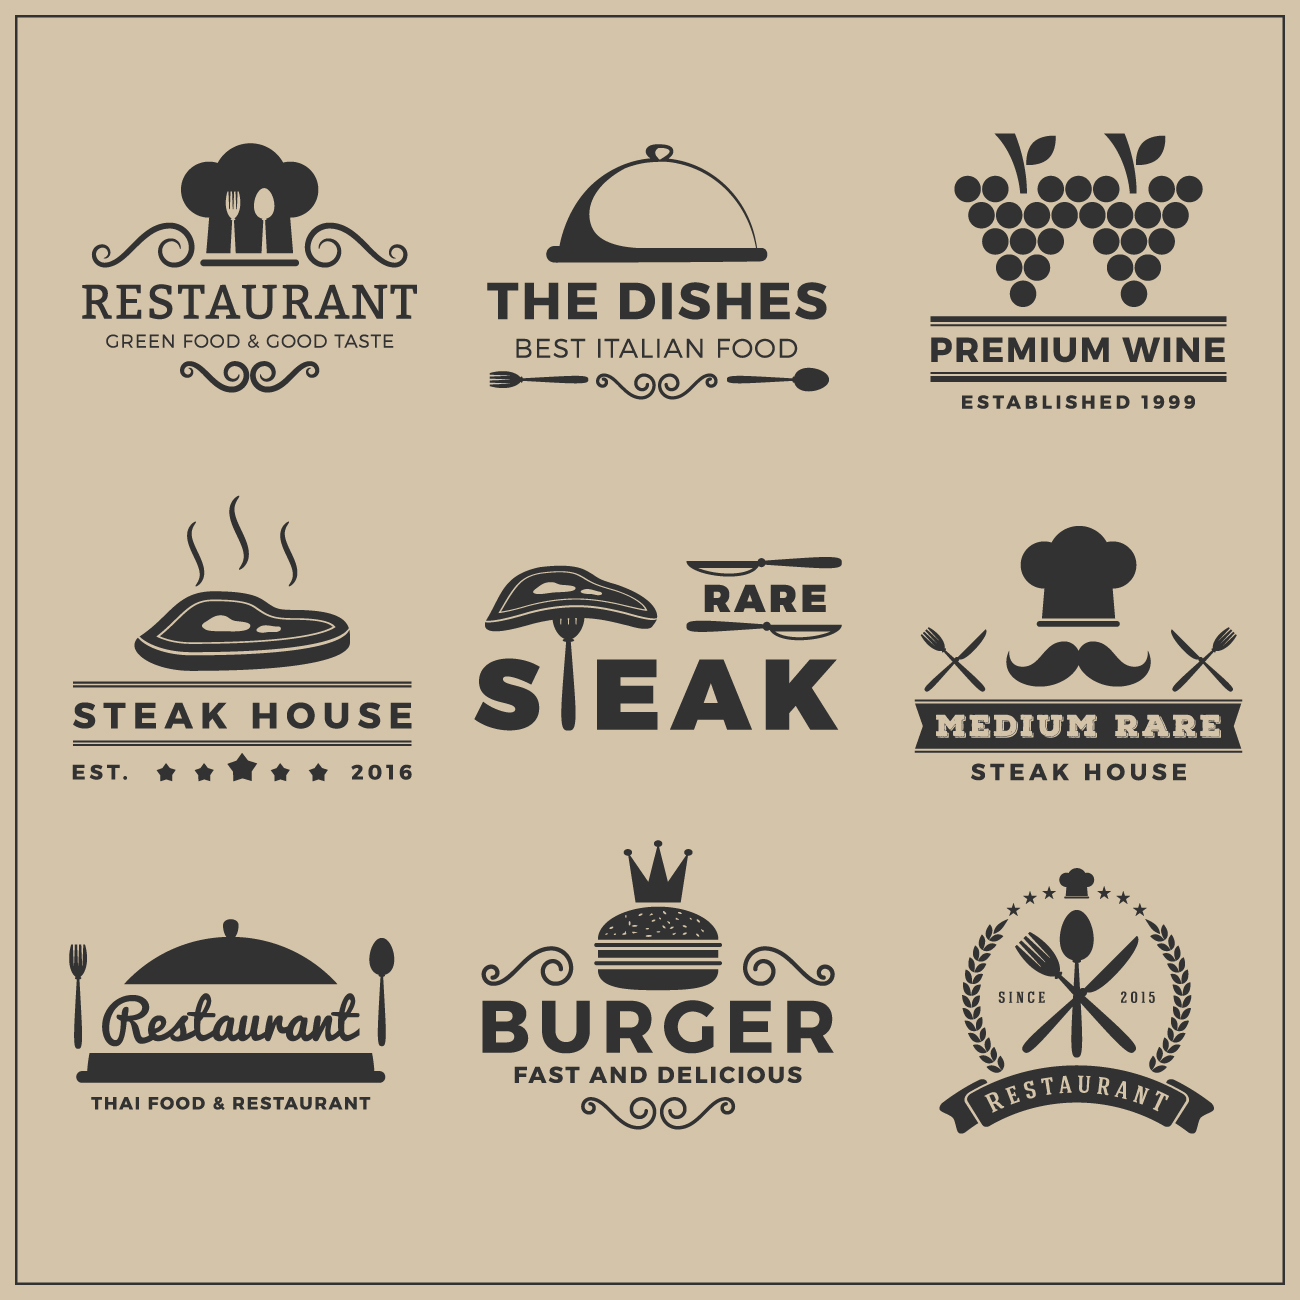 RESTAURANT
GREEN FOOD & GOOD TASTE
THE DISHES
BEST ITALIAN FOOD
PREMIUM WINE
ESTABLISHED 1999
STEAK HOUSE
EST. 2016
RARE
STEAK
MEDIUM RARE
STEAK HOUSE
Restaurant
THAI FOOD & RESTAURANT
BURGER
FAST AND DELICIOUS
SINCE 2015
RESTAURANT